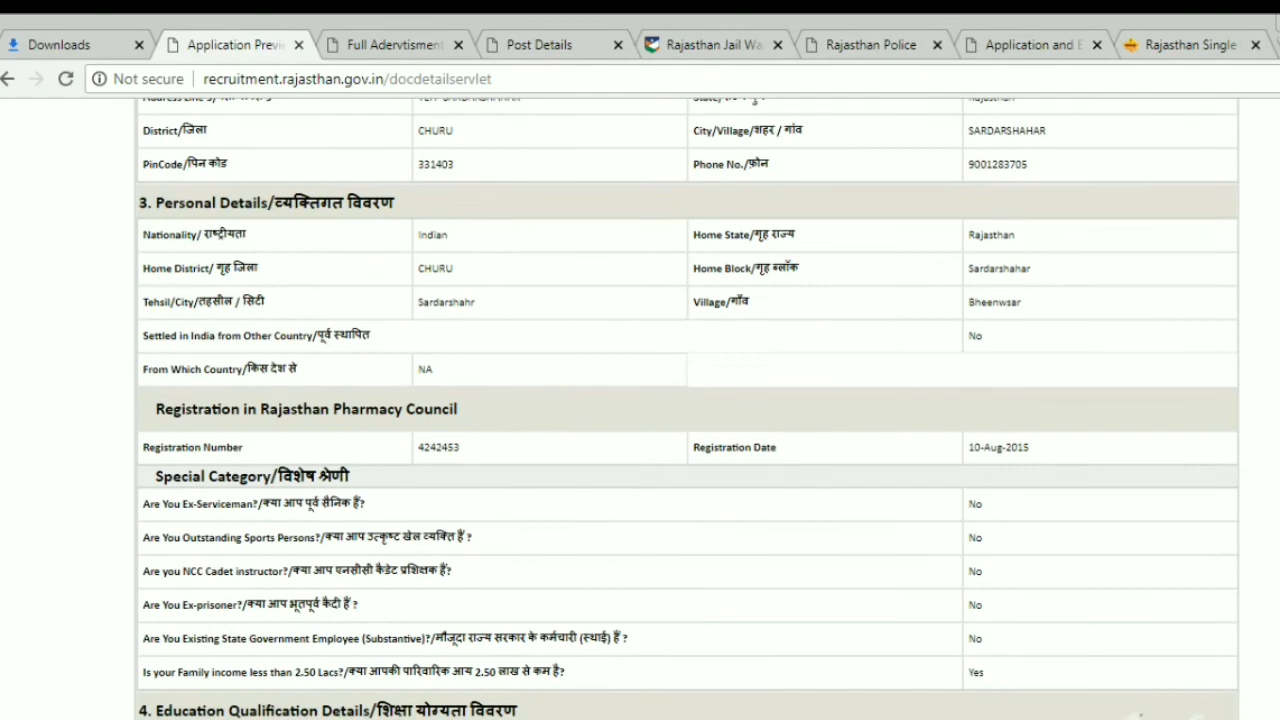 Downloads
Application Previ
Full Adervtisment
Post Details
Rajasthan Jail Wa
Rajasthan Police
Application and E
Rajasthan Single
Not secure recruitment.rajasthan.gov.in/docdetailservlet
District/जिला CHURU City/Village/शहर / गांव SARDARSHAHAR
PinCode/पिन कोड 331403 Phone No./फ़ोन 9001283705
3. Personal Details/व्यक्तिगत विवरण
Nationality/ राष्ट्रीयता Indian Home State/गृह राज्य Rajasthan
Home District/ गृह जिला CHURU Home Block/गृह ब्लॉक Sardarshahar
Tehsil/City/तहसील / सिटी Sardarshahr Village/गाँव Bheenwsar
Settled in India from Other Country/पूर्व स्थापित No
From Which Country/किस देश से NA
Registration in Rajasthan Pharmacy Council
Registration Number 4242453 Registration Date 10-Aug-2015
Special Category/विशेष श्रेणी
Are You Ex-Serviceman?/क्या आप पूर्व सैनिक हैं? No
Are You Outstanding Sports Persons?/क्या आप उत्कृष्ट खेल व्यक्ति हैं ? No
Are you NCC Cadet instructor?/क्या आप एनसीसी कैडेट प्रशिक्षक हैं? No
Are You Ex-prisoner?/क्या आप भूतपूर्व कैदी हैं ? No
Are You Existing State Government Employee (Substantive)?/मौजूदा राज्य सरकार के कर्मचारी (स्थाई) हैं ? No
Is your Family income less than 2.50 Lacs?/क्या आपकी पारिवारिक आय 2.50 लाख से कम है? Yes
4. Education Qualification Details/शिक्षा योग्यता विवरण